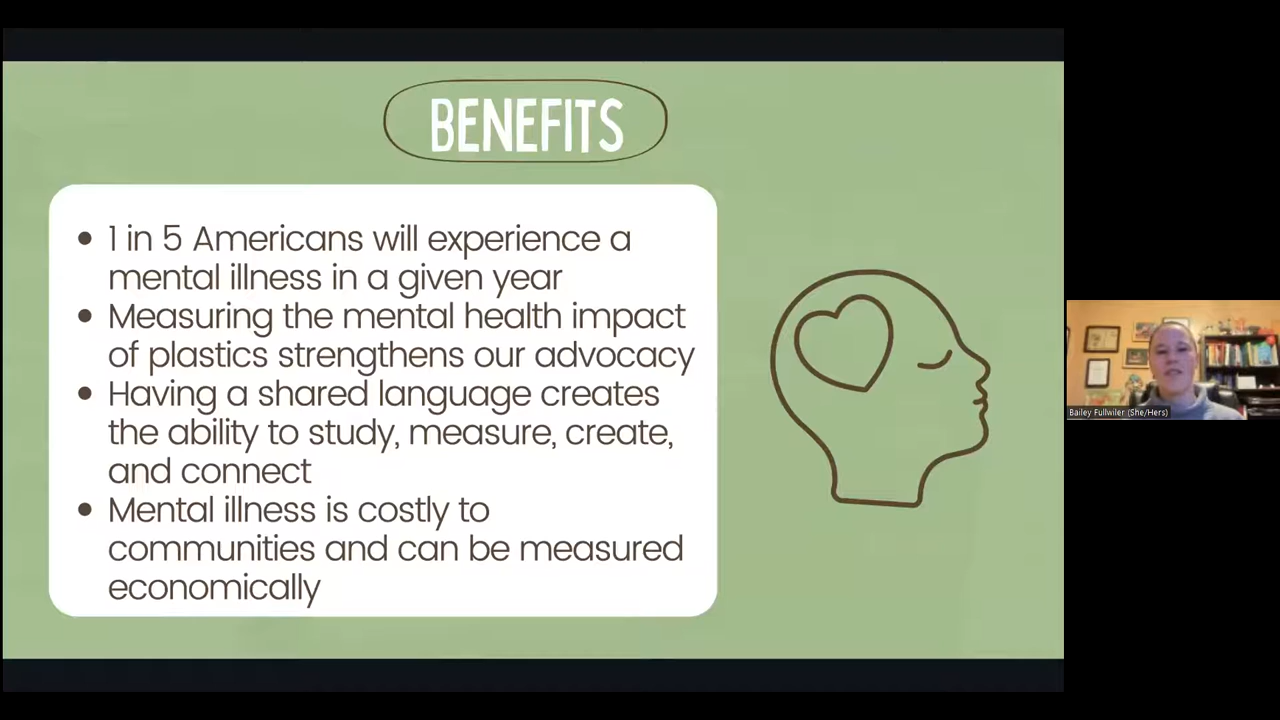 BENEFITS
1 in 5 Americans will experience a
mental illness in a given year
Measuring the mental health impact
of plastics strengthens our advocacy
Having a shared language creates
the ability to study, measure, create,
and connect
Mental illness is costly to
communities and can be measured
economically
Bailey Fullwiler (She/Hers)